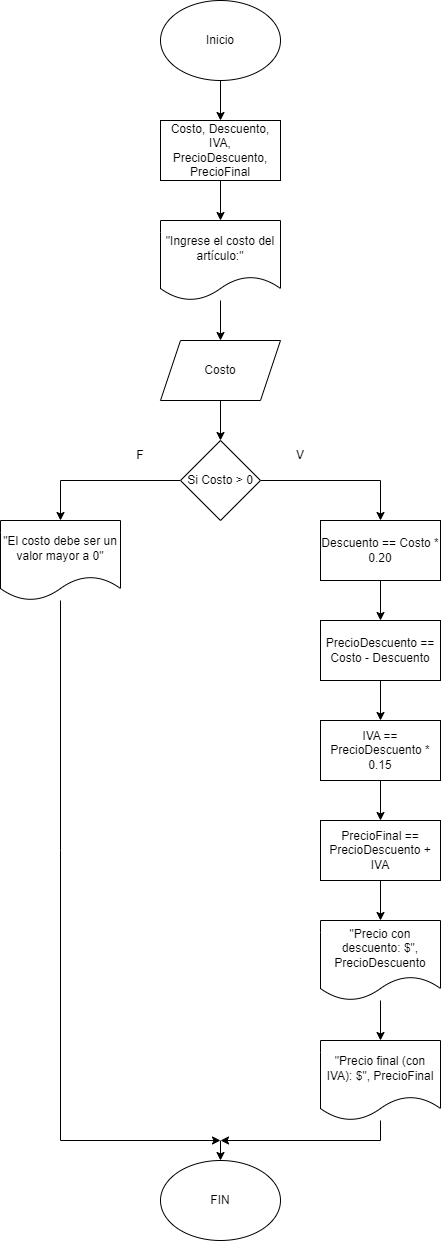 Inicio
Costo, Descuento,
IVA,
PrecioDescuento,
PrecioFinal
"Ingrese el costo del
artículo:"
Costo
F
V
Si Costo > 0
"El costo debe ser un
valor mayor a 0"
Descuento == Costo *
0.20
PrecioDescuento ==
Costo - Descuento
IVA ==
PrecioDescuento *
0.15
PrecioFinal ==
PrecioDescuento +
IVA
"Precio con
descuento: $",
PrecioDescuento
"Precio final (con
IVA): $", PrecioFinal
FIN